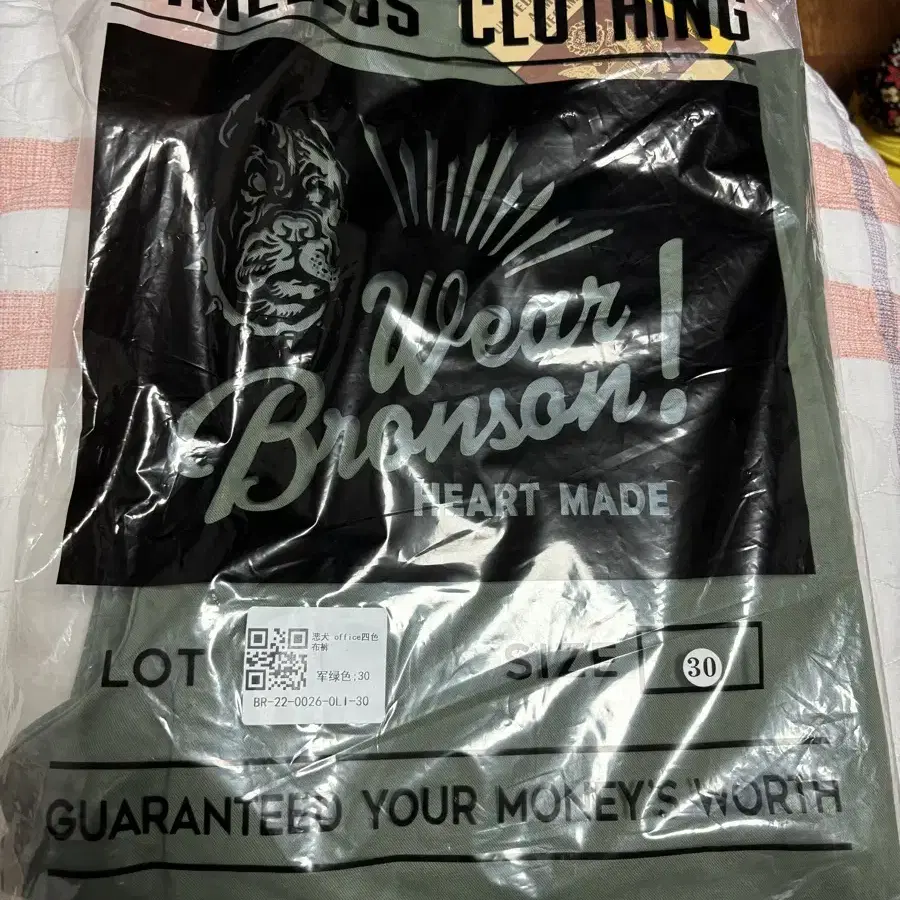 CLOTHING
Wear
Bronson!
HEART MADE
LOT
恶犬 office四色
布裤
军绿色;30
BR-22-0026-OLI-30
SIZE
30
GUARANTEED YOUR MONEY'S WORTH